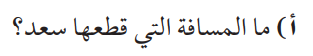 أ) ما المسافة التي قطعها سعد؟